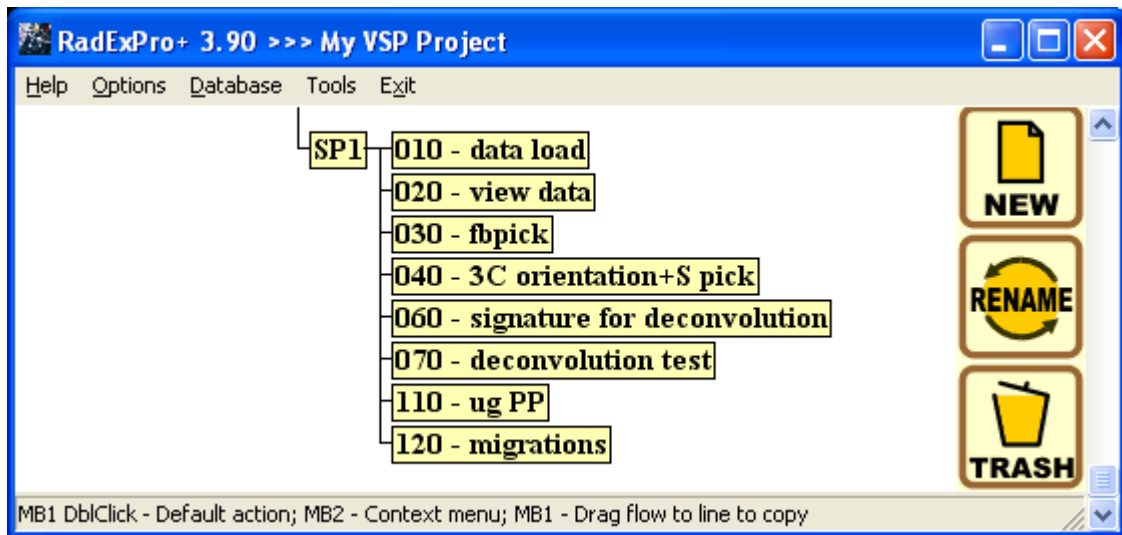 RadExPro+ 3.90 >>> My VSP Project
Help Options Database Tools Exit
SP1
010 - data load
020 - view data
030 - fbpick
040 - 3C orientation+S pick
060 - signature for deconvolution
070 - deconvolution test
110 - ug PP
120 - migrations
NEW
RENAME
TRASH
MB1 DblClick - Default action; MB2 - Context menu; MB1 - Drag flow to line to copy